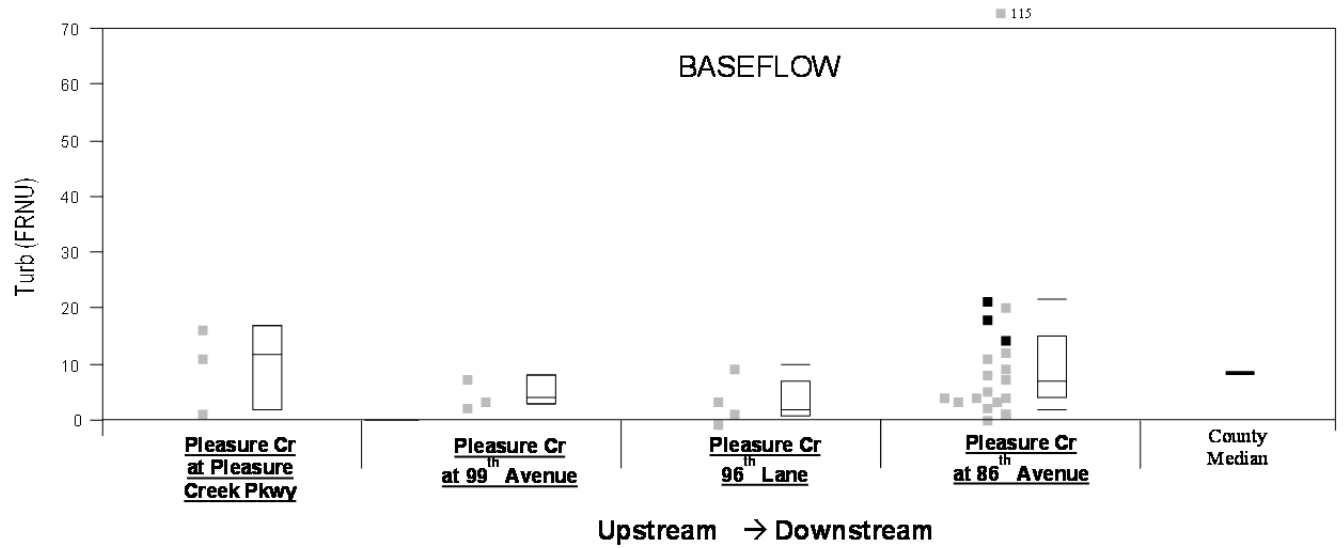 115
70
60
50
40
30
20
10
0
Turb (FRNU)
BASEFLOW
Pleasure Cr
at Pleasure
Creek Pkwy
Pleasure Cr
at 99th Avenue
Pleasure Cr
96th Lane
Pleasure Cr
at 86th Avenue
County
Median
Upstream → Downstream